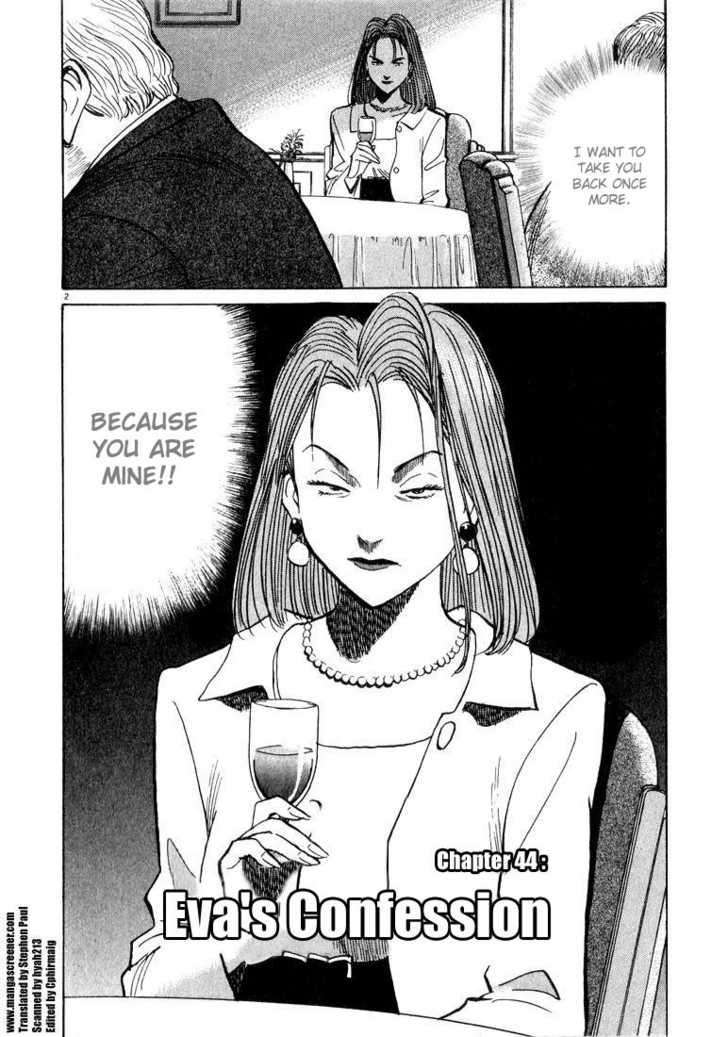 I WANT TO
TAKE YOU
BACK ONCE
MORE.
2
BECAUSE
YOU ARE
MINE!!
Chapter 44 :
Eva's Confession
www.mangascreener.com
Translated by Stephen Paul
Scanned by hyah213
Edited by Cphirmaig